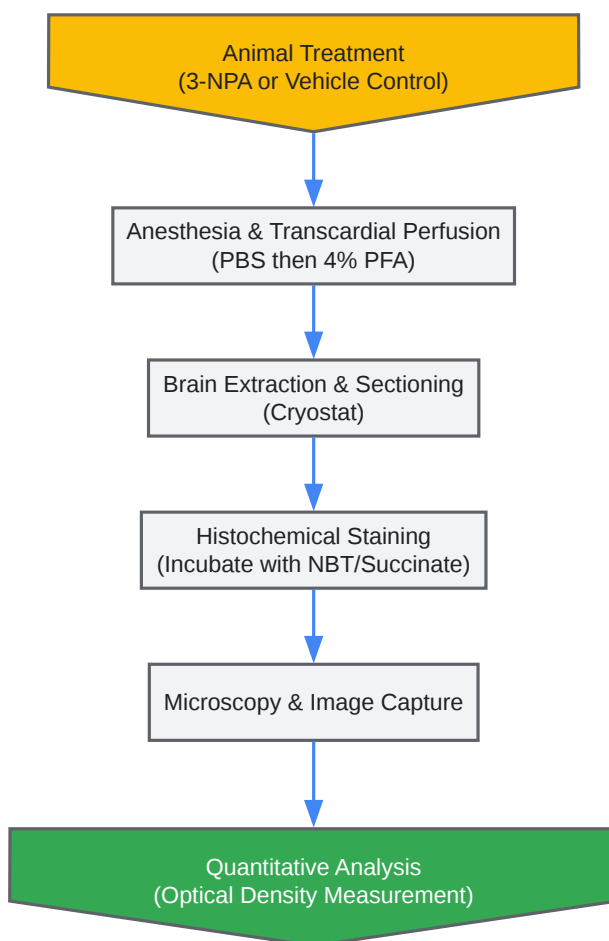 Animal Treatment
(3-NPA or Vehicle Control)
Anesthesia & Transcardial Perfusion
(PBS then 4% PFA)
Brain Extraction & Sectioning
(Cryostat)
Histochemical Staining
(Incubate with NBT/Succinate)
Microscopy & Image Capture
Quantitative Analysis
(Optical Density Measurement)